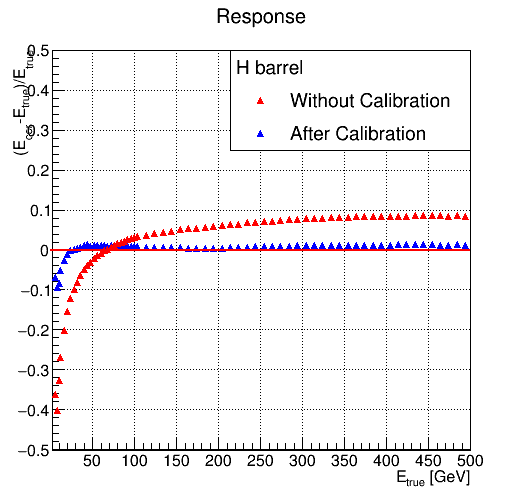 Response
(E_cor-E_true)/E_true
H barrel
Without Calibration
After Calibration
0.5
0.4
0.3
0.2
0.1
0
−0.1
−0.2
−0.3
−0.4
−0.5
50 100 150 200 250 300 350 400 450 500
E_true [GeV]